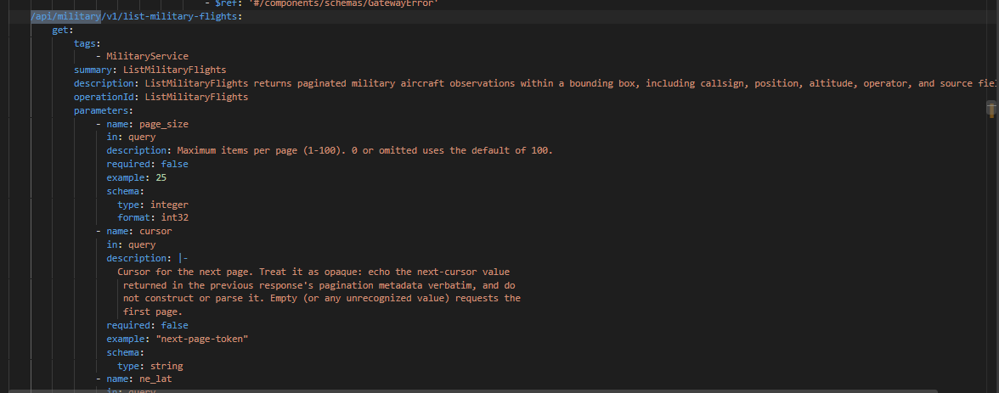 - $ref: '#/components/schemas/GatewayError'
/api/military/v1/list-military-flights:
get:
tags:
- MilitaryService
summary: ListMilitaryFlights
description: ListMilitaryFlights returns paginated military aircraft observations within a bounding box, including callsign, position, altitude, operator, and source
operationId: ListMilitaryFlights
parameters:
- name: page_size
in: query
description: Maximum items per page (1-100). 0 or omitted uses the default of 100.
required: false
example: 25
schema:
type: integer
format: int32
- name: cursor
in: query
description: |-
Cursor for the next page. Treat it as opaque: echo the next-cursor value
returned in the previous response's pagination metadata verbatim, and do
not construct or parse it. Empty (or any unrecognized value) requests the
first page.
required: false
example: "next-page-token"
schema:
type: string
- name: ne_lat
in: query